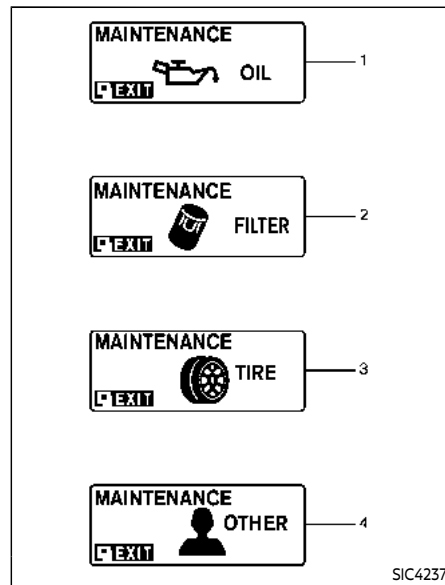 MAINTENANCE
OIL
EXIT
1
MAINTENANCE
FILTER
EXIT
2
MAINTENANCE
TIRE
EXIT
3
MAINTENANCE
OTHER
EXIT
4
SIC4237